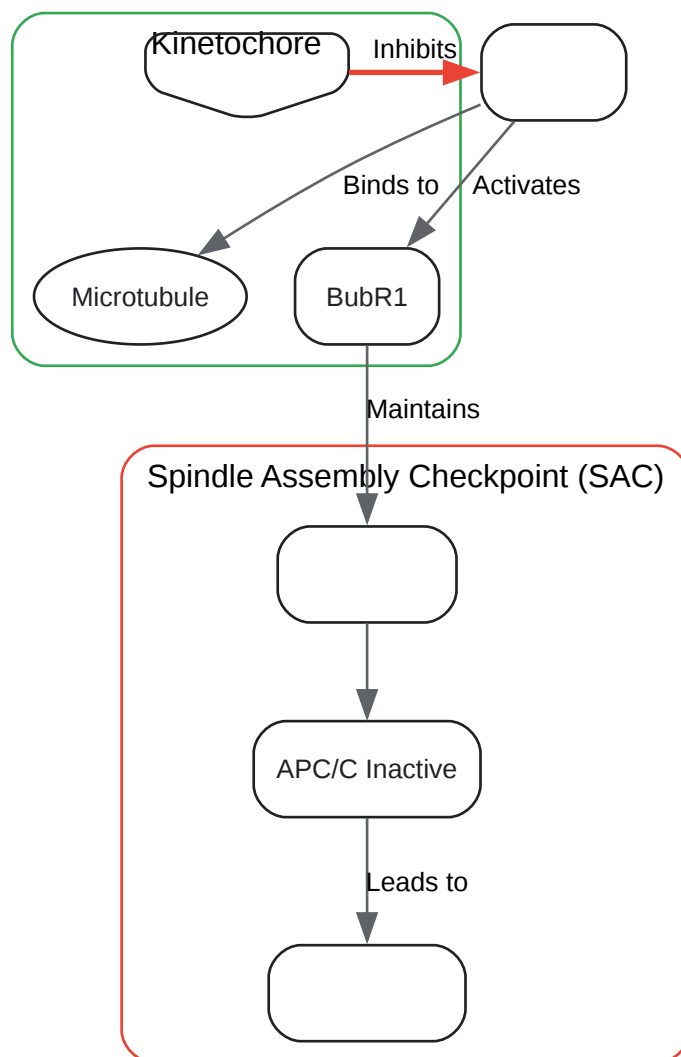 Kinetochore
Inhibits
Binds to
Activates
Microtubule
BubR1
Maintains
Spindle Assembly Checkpoint (SAC)
APC/C Inactive
Leads to